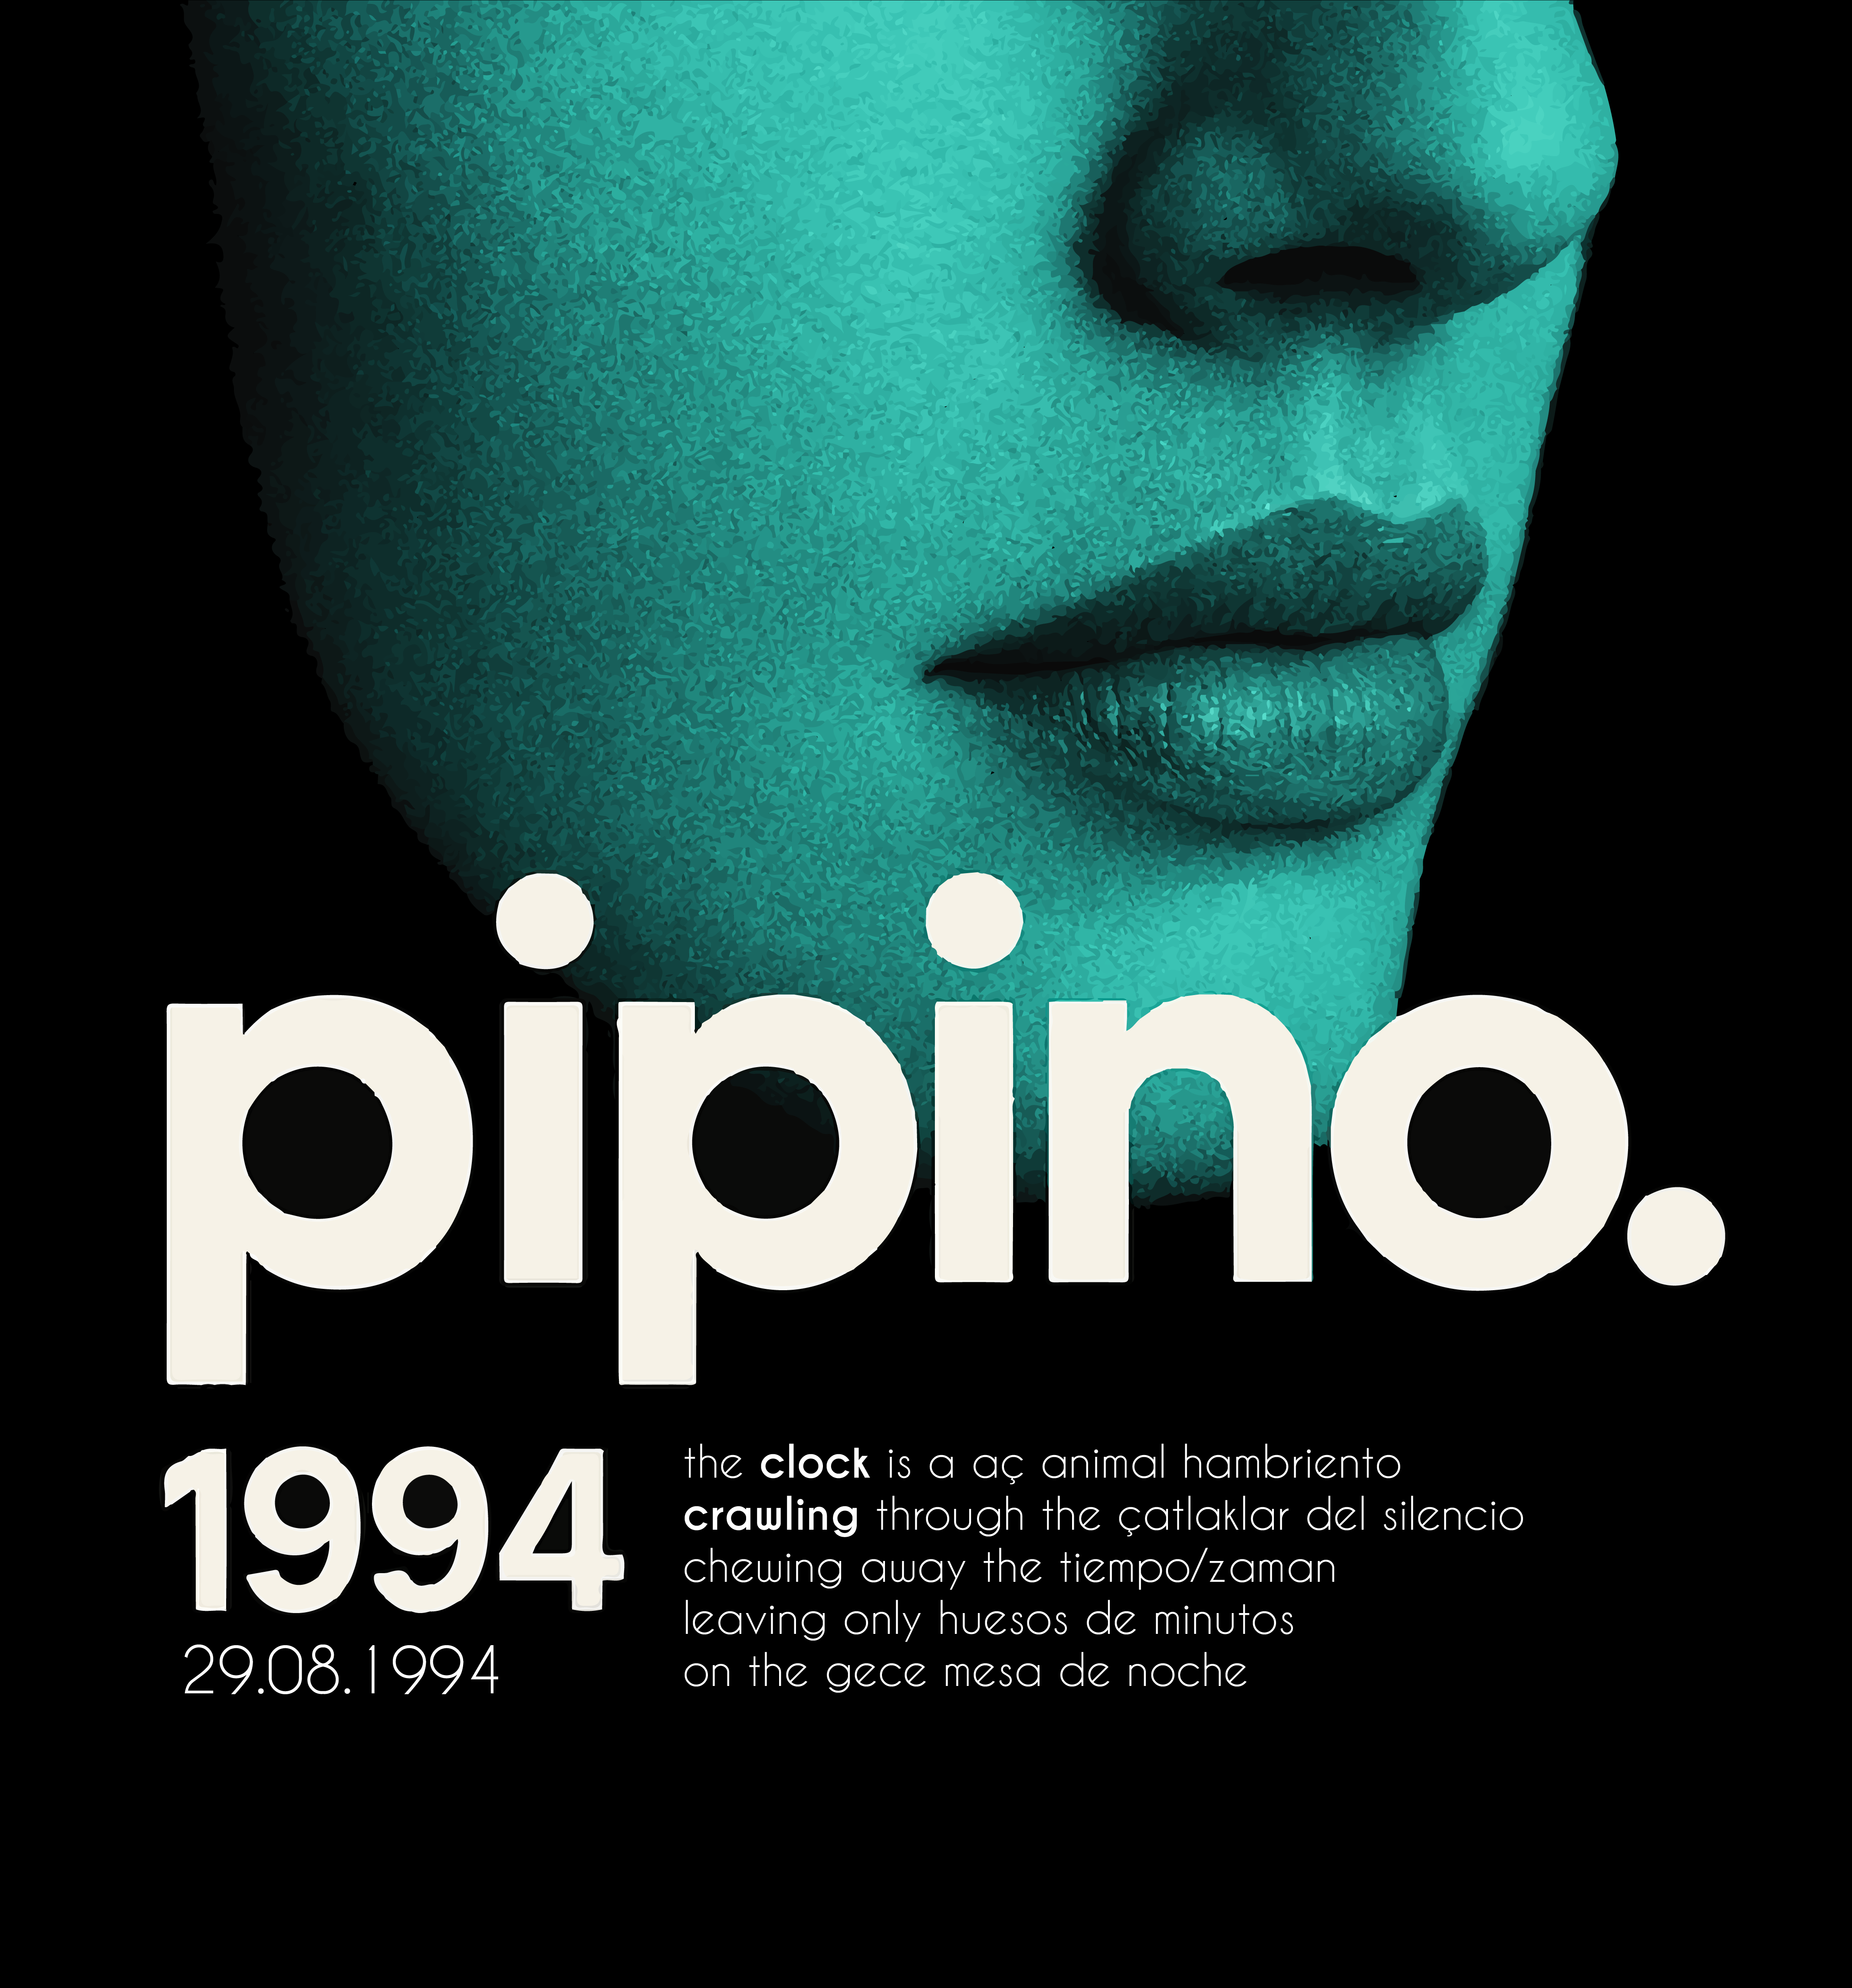 pipino.
1994
29.08.1994
the clock is a aç animal hambriento
crawling through the çatlaklar del silencio
chewing away the tiempo/zaman
leaving only huesos de minutos
on the gece mesa de noche